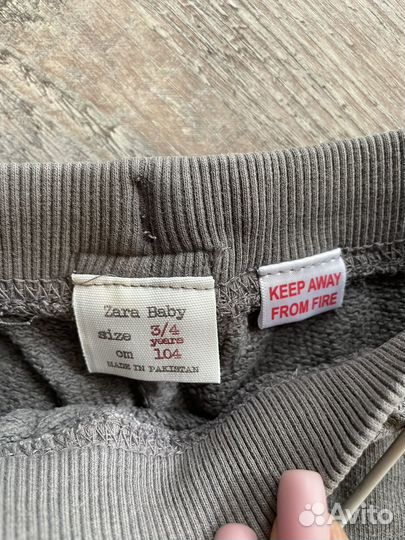 Zara Baby
size 3/4 years
cm 104
MADE IN PAKISTAN
KEEP AWAY
FROM FIRE
Avito